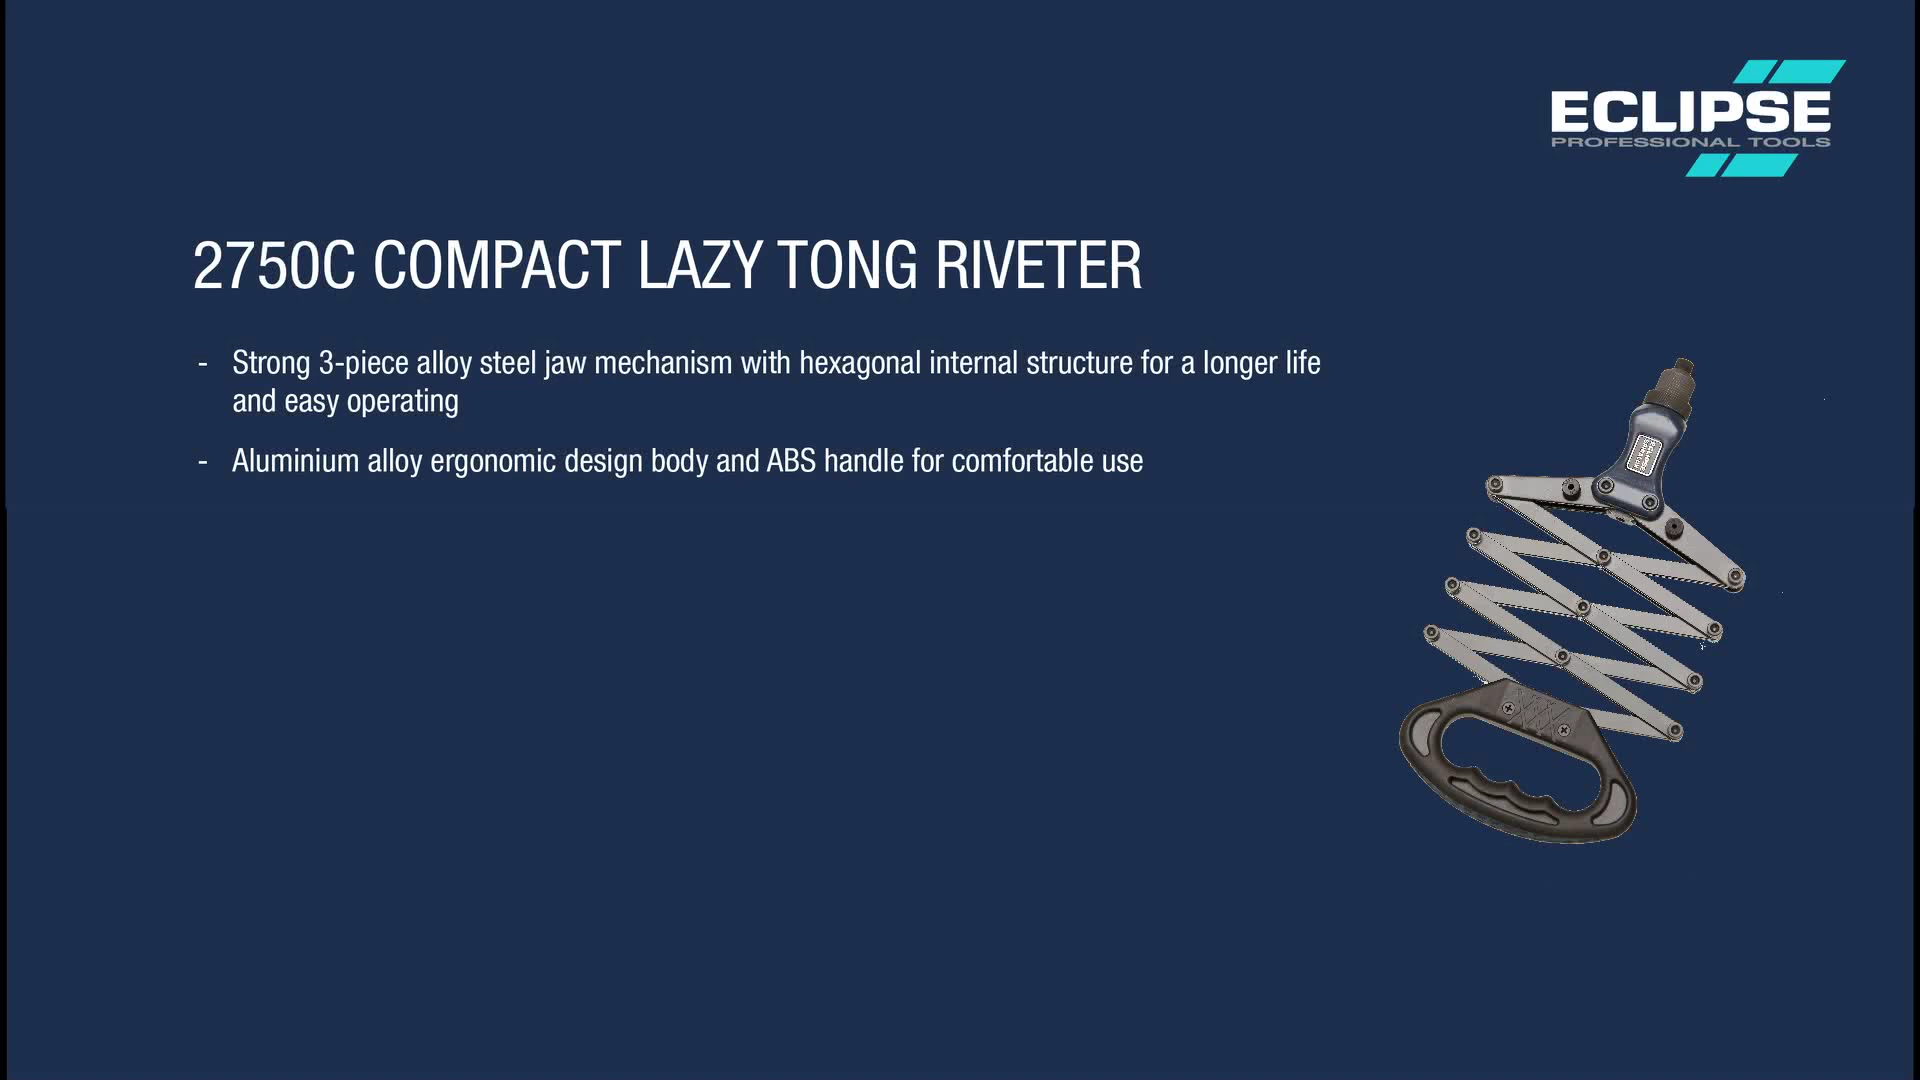 ECLIPSE
PROFESSIONAL TOOLS
2750C COMPACT LAZY TONG RIVETER
- Strong 3-piece alloy steel jaw mechanism with hexagonal internal structure for a longer life
and easy operating
- Aluminium alloy ergonomic design body and ABS handle for comfortable use